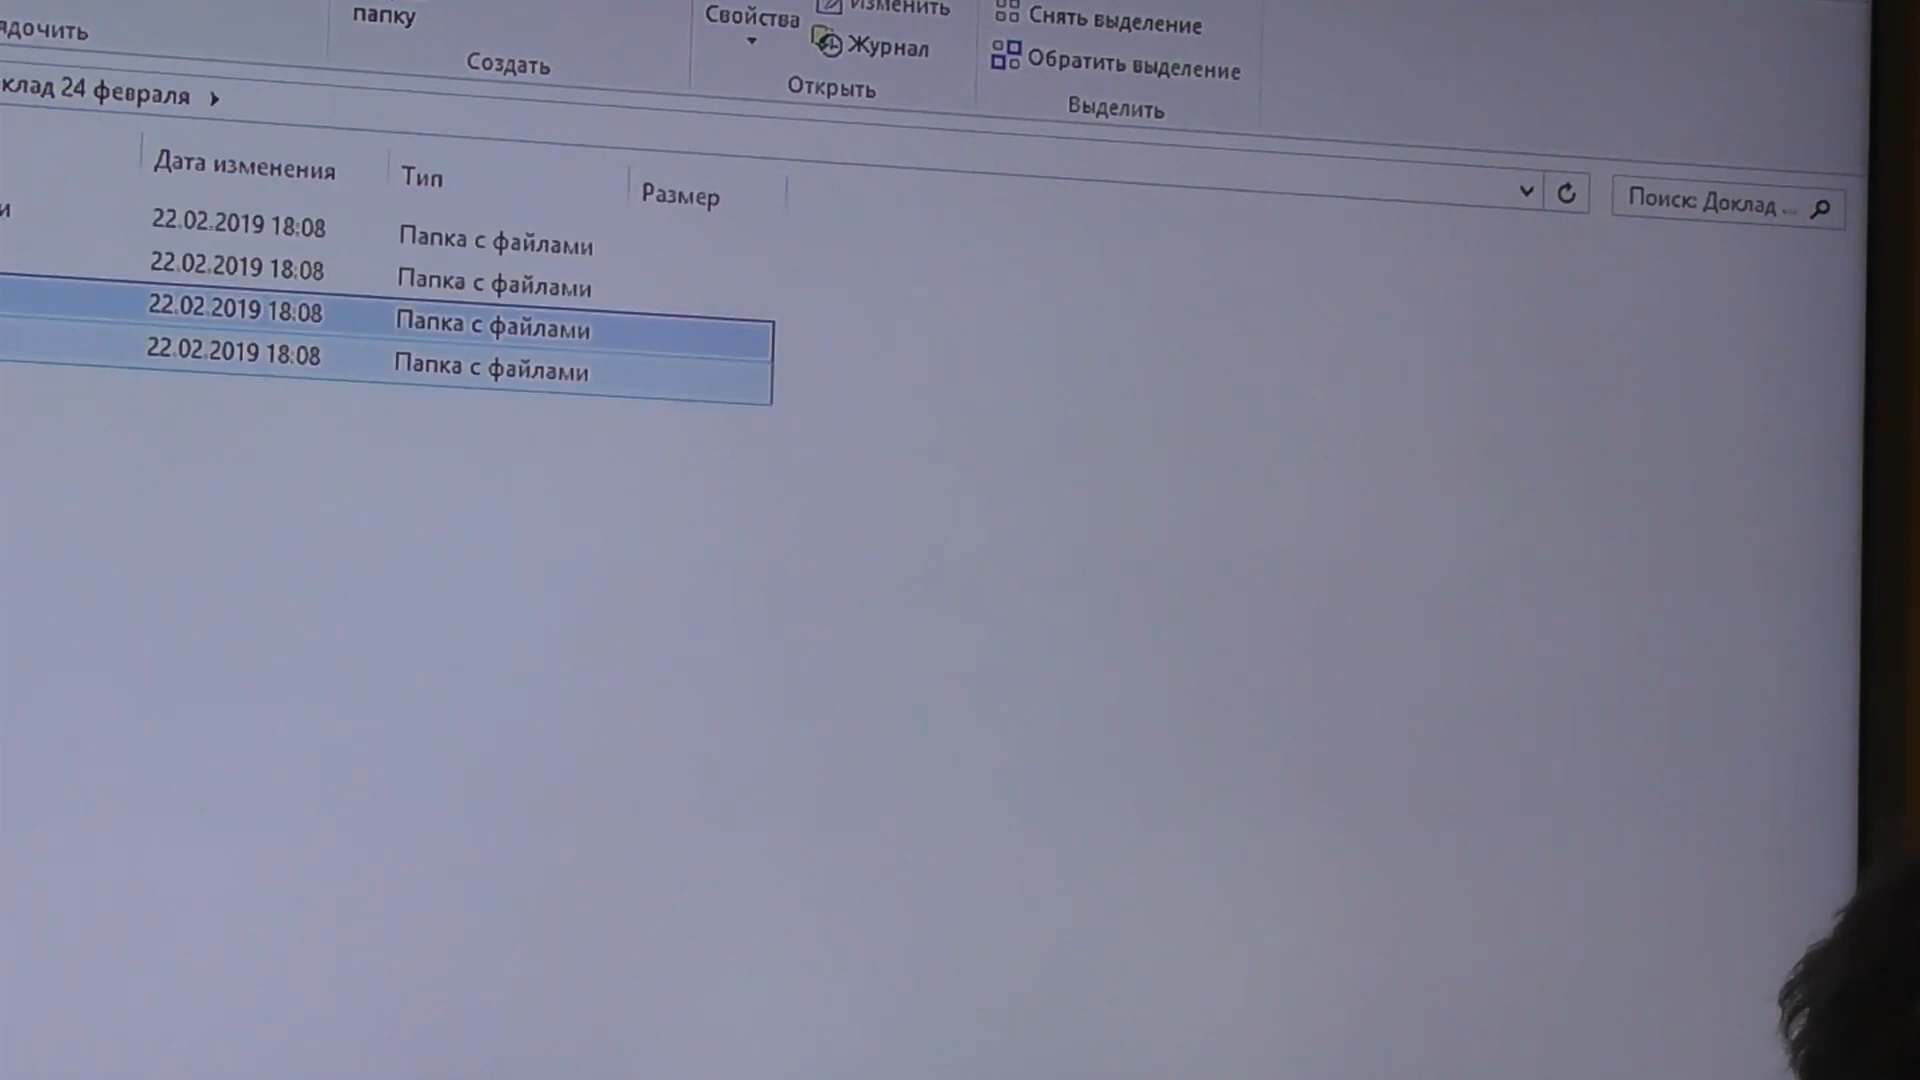 папку
Свойства
Изменить
Журнал
Снять выделение
Обратить выделение
Создать
Открыть
Выделить
24 февраля
Поиск: Доклад ...
Дата изменения Тип Размер
22.02.2019 18:08 Папка с файлами
22.02.2019 18:08 Папка с файлами
22.02.2019 18:08 Папка с файлами
22.02.2019 18:08 Папка с файлами